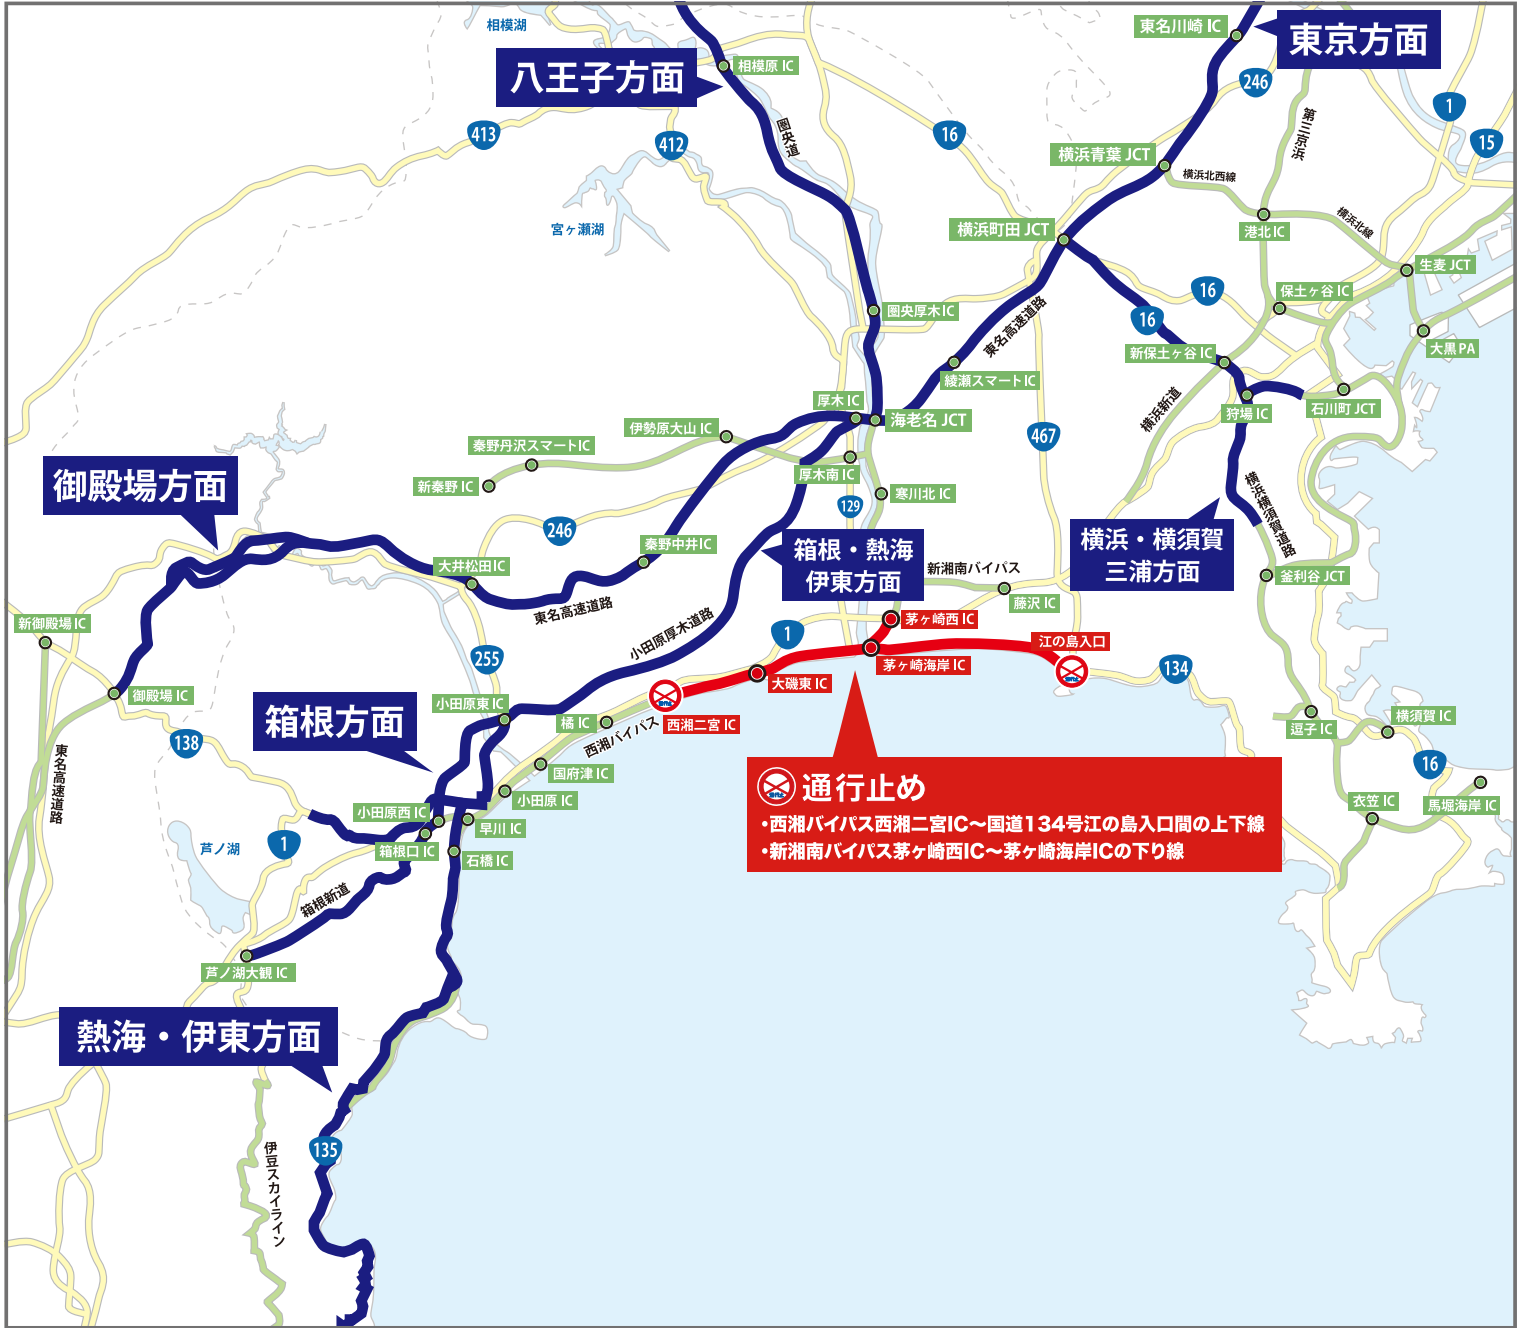 相模湖
東名川崎 IC
東京方面
八王子方面
相模原 IC
246
1
413
412
16
15
圏央道
第三京浜
横浜青葉 JCT
横浜北西線
宮ヶ瀬湖
横浜町田 JCT
港北 IC
横浜北線
生麦 JCT
16
保土ヶ谷 IC
圏央厚木 IC
16
東名高速道路
新保土ヶ谷 IC
大黒 PA
綾瀬スマート IC
横浜新道
狩場 IC
石川町 JCT
厚木 IC
海老名 JCT
伊勢原大山 IC
秦野丹沢スマート IC
467
厚木南 IC
新秦野 IC
寒川北 IC
御殿場方面
129
横浜横須賀道路
246
秦野中井 IC
箱根・熱海
伊東方面
横浜・横須賀
三浦方面
大井松田 IC
新湘南バイパス
釜利谷 JCT
東名高速道路
藤沢 IC
新御殿場 IC
小田原厚木道路
1
茅ヶ崎西 IC
江の島入口
255
茅ヶ崎海岸 IC
134
御殿場 IC
大磯東 IC
箱根方面
小田原東 IC
橘 IC
西湘バイパス
西湘二宮 IC
逗子 IC
横須賀 IC
138
東名高速道路
国府津 IC
16
通行止め
・西湘バイパス西湘二宮IC～国道134号江の島入口間の上下線
・新湘南バイパス茅ヶ崎西IC～茅ヶ崎海岸ICの下り線
小田原 IC
衣笠 IC
馬堀海岸 IC
小田原西 IC
早川 IC
芦ノ湖
1
箱根口 IC
石橋 IC
箱根新道
芦ノ湖大観 IC
熱海・伊東方面
135
伊豆スカイライン